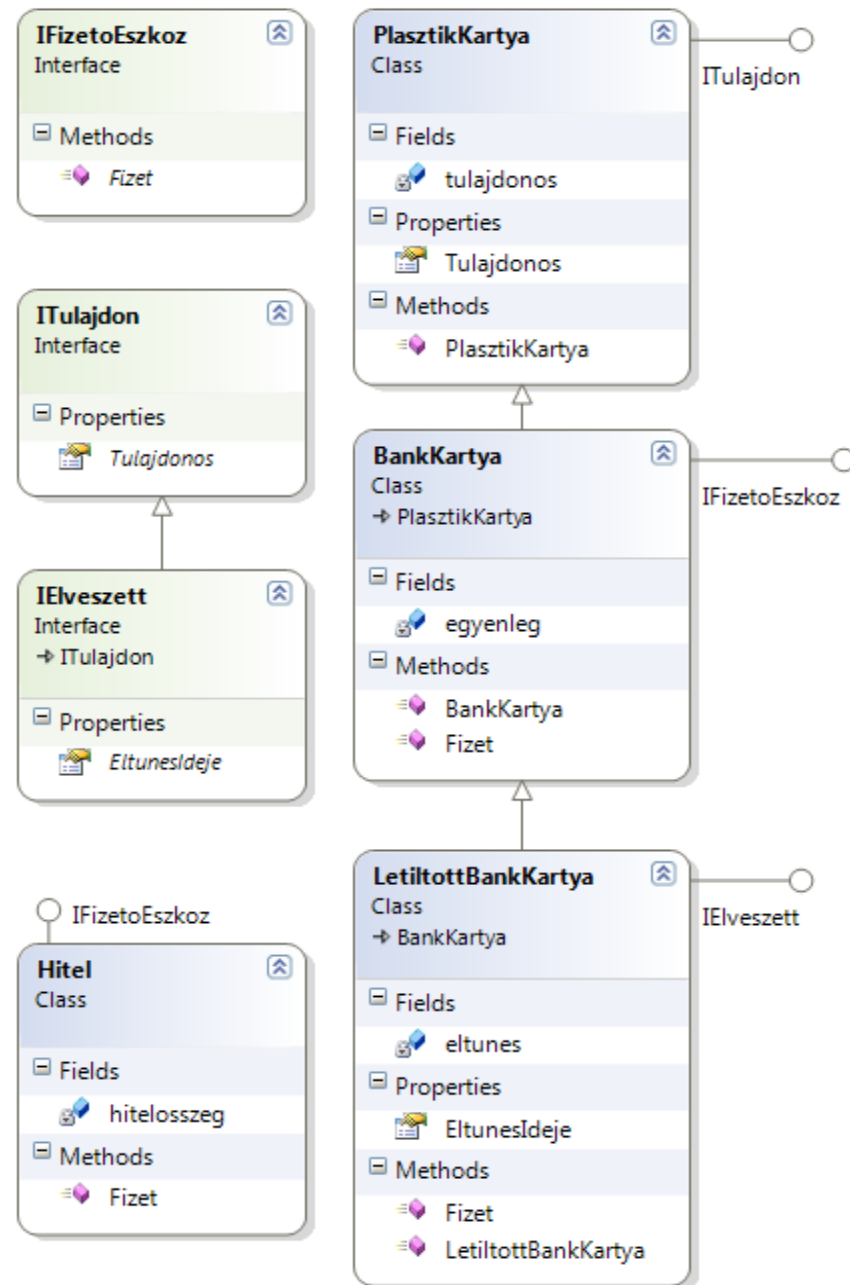 IFizetoEszkoz
Interface
Methods
Fizet
ITulajdon
Interface
Properties
Tulajdonos
IElveszett
Interface
ITulajdon
Properties
EltunesIdeje
IFizetoEszkoz
Hitel
Class
Fields
hitelosszeg
Methods
Fizet
PlasztikKartya
Class
ITulajdon
Fields
tulajdonos
Properties
Tulajdonos
Methods
PlasztikKartya
BankKartya
Class
PlasztikKartya
IFizetoEszkoz
Fields
egyenleg
Methods
BankKartya
Fizet
LetiltottBankKartya
Class
BankKartya
IElveszett
Fields
eltunes
Properties
EltunesIdeje
Methods
Fizet
LetiltottBankKartya